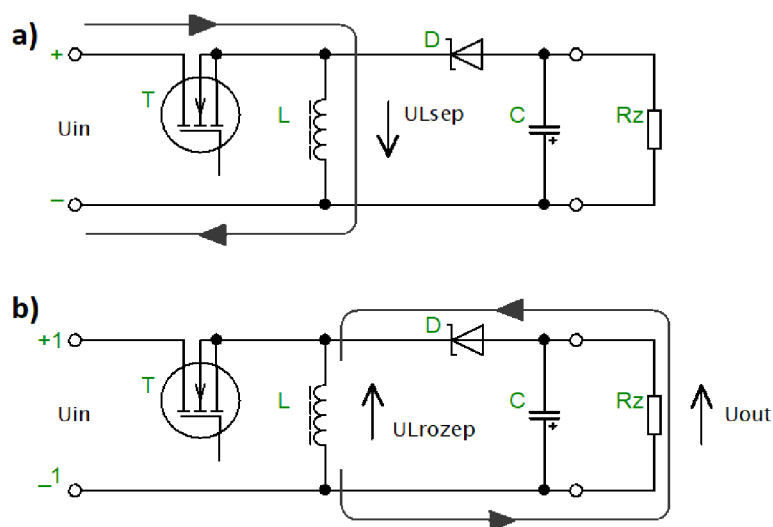 a)
+
D
T
Uin
L
ULsep
C
+
Rz
–
b)
+1
D
T
Uin
L
ULrozep
C
+
Rz
Uout
–1